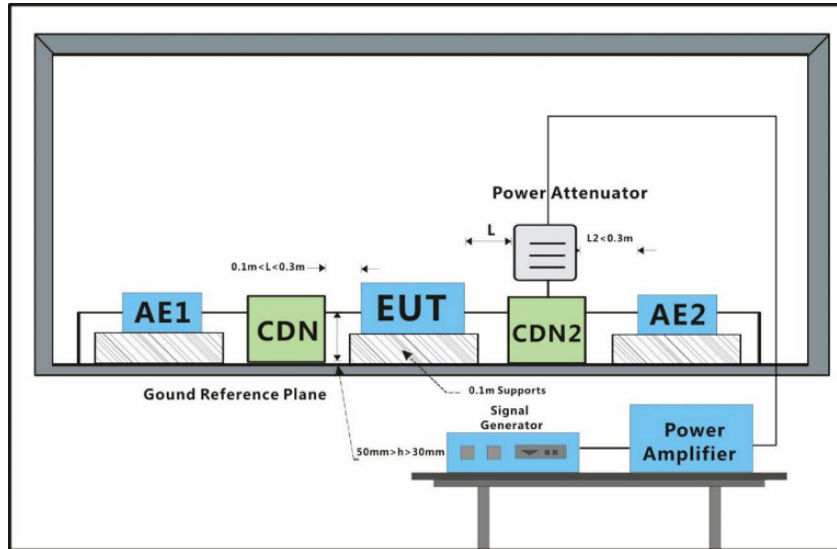 Power Attenuator
L
L2<0.3m
0.1m<L<0.3m
AE1
CDN
EUT
CDN2
AE2
Gound Reference Plane
0.1m Supports
Signal
Generator
50mm>h>30mm
Power
Amplifier